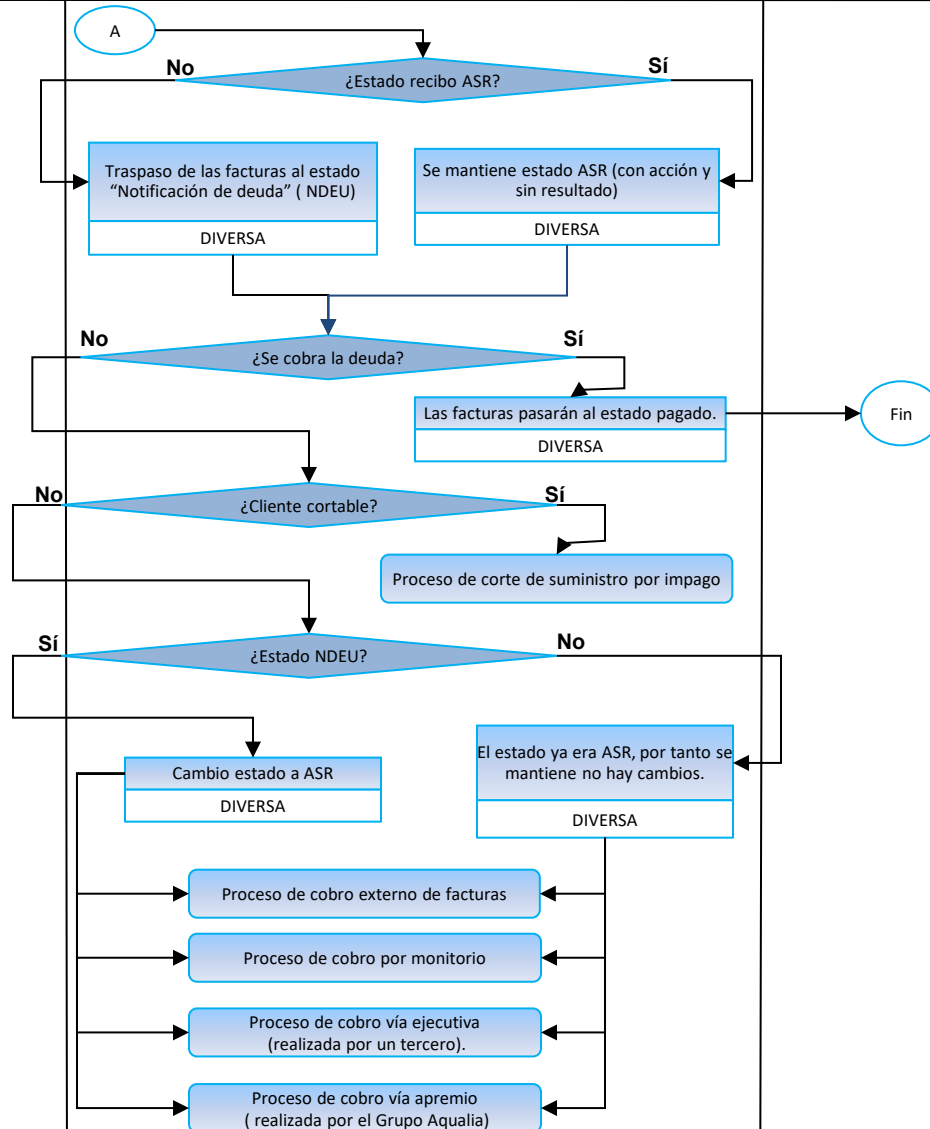 A
No
Sí
¿Estado recibo ASR?
Traspaso de las facturas al estado
“Notificación de deuda” ( NDEU)
DIVERSA
Se mantiene estado ASR (con acción y
sin resultado)
DIVERSA
No
Sí
¿Se cobra la deuda?
Las facturas pasarán al estado pagado.
DIVERSA
Fin
No
Sí
¿Cliente cortable?
Proceso de corte de suministro por impago
Sí
No
¿Estado NDEU?
Cambio estado a ASR
DIVERSA
El estado ya era ASR, por tanto se
mantiene no hay cambios.
DIVERSA
Proceso de cobro externo de facturas
Proceso de cobro por monitorio
Proceso de cobro vía ejecutiva
(realizada por un tercero).
Proceso de cobro vía apremio
( realizada por el Grupo Aqualia)